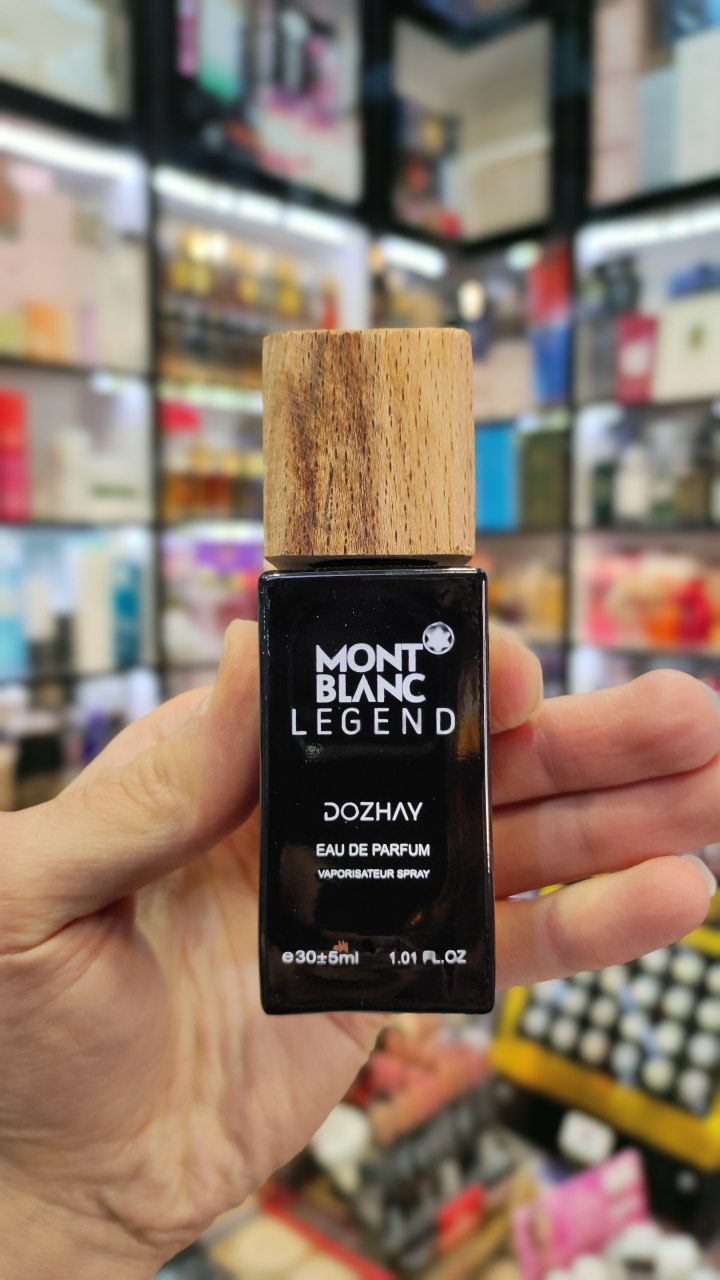 MONT
BLANC
LEGEND
DOZHAY
EAU DE PARFUM
VAPORISATEUR SPRAY
e30±5ml 1.01 FL.OZ